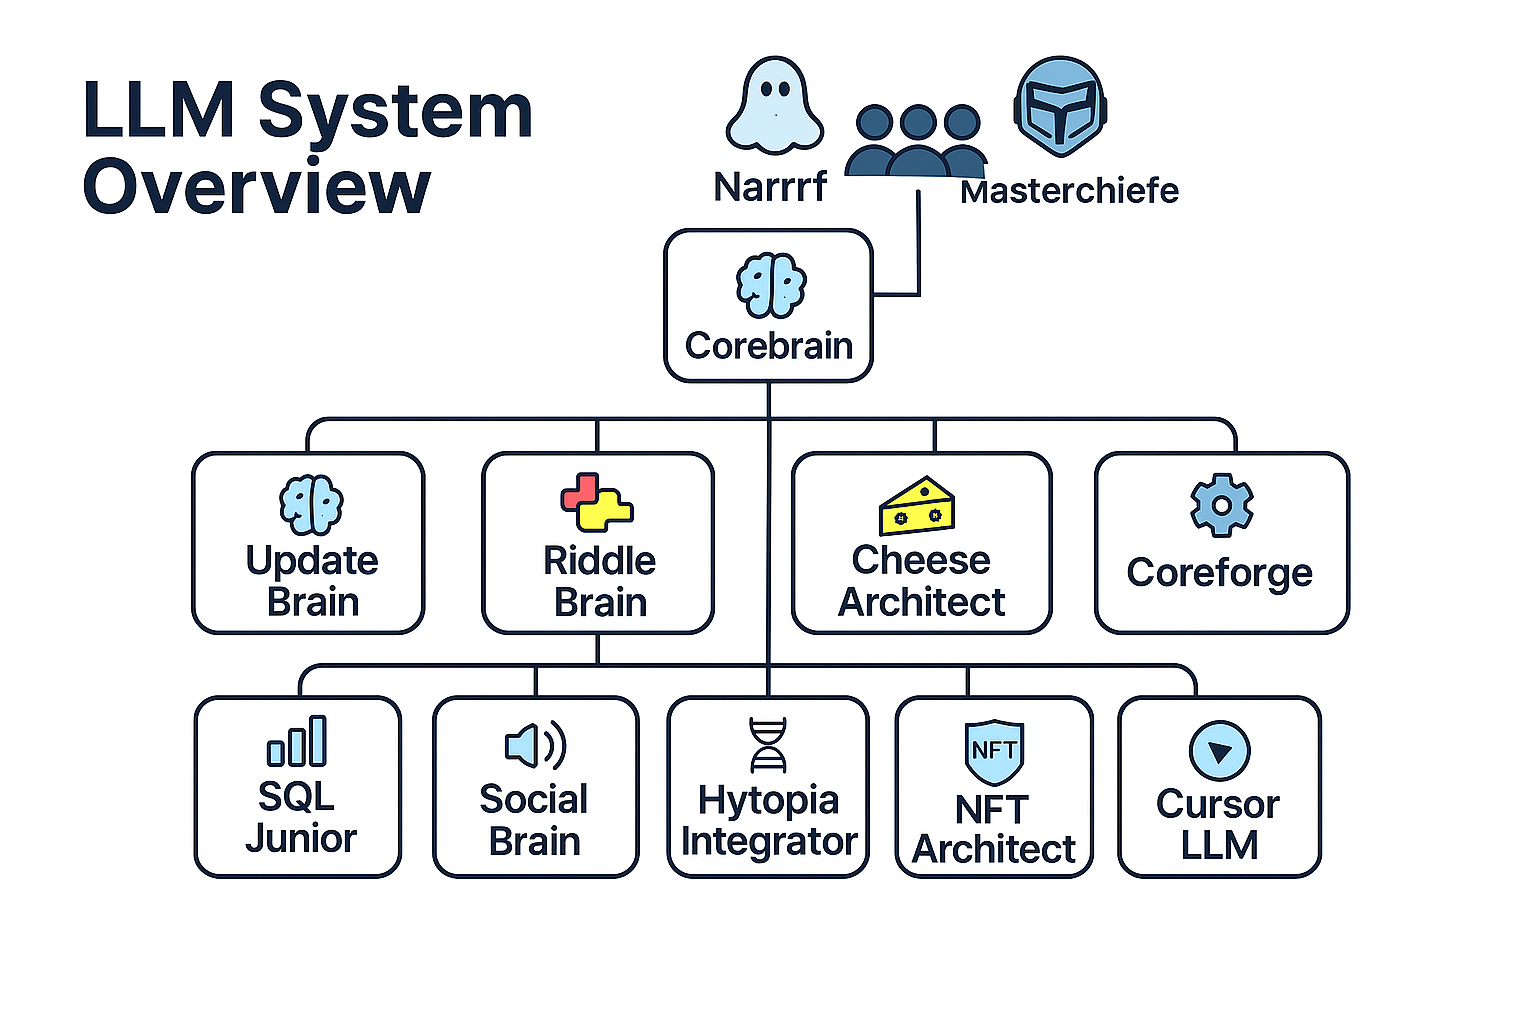 LLM System
Overview
Narrrf
Masterchiefe
Corebrain
Update
Brain
Riddle
Brain
Cheese
Architect
Coreforge
SQL
Junior
Social
Brain
Hytopia
Integrator
NFT
NFT
Architect
Cursor
LLM